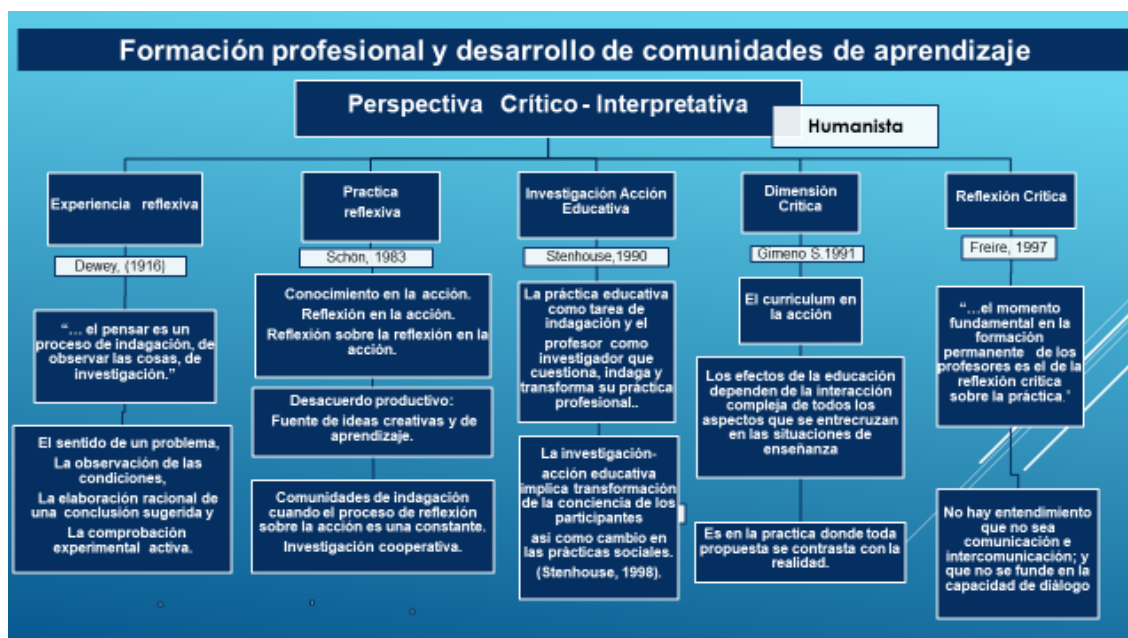 Formación profesional y desarrollo de comunidades de aprendizaje
Perspectiva Crítico - Interpretativa
Humanista
Experiencia reflexiva
Dewey, (1916)
“... el pensar es un
proceso de indagación, de
observar las cosas, de
investigación.”
El sentido de un problema,
La observación de las
condiciones,
La elaboración racional de
una conclusión sugerida y
La comprobación
experimental activa.
Practica
reflexiva
Schön, 1983
Conocimiento en la acción.
Reflexión en la acción.
Reflexión sobre la reflexión en la
acción.
Desacuerdo productivo:
Fuente de ideas creativas y de
aprendizaje.
Comunidades de indagación
cuando el proceso de reflexión
sobre la acción es una constante.
Investigación cooperativa.
Investigación Acción
Educativa
Stenhouse,1990
La práctica educativa
como tarea de
indagación y el
profesor como
investigador que
cuestiona, indaga y
transforma su práctica
profesional..
La investigación-
acción educativa
implica transformación
de la conciencia de los
participantes
así como cambio en
las prácticas sociales.
(Stenhouse, 1998).
Dimensión
Crítica
Gimeno S.1991
El curriculum en
la acción
Los efectos de la educación
dependen de la interacción
compleja de todos los
aspectos que se entrecruzan
en las situaciones de
enseñanza
Es en la practica donde toda
propuesta se contrasta con la
realidad.
Reflexión Crítica
Freire, 1997
“...el momento
fundamental en la
formación
permanente de los
profesores es el de la
reflexión crítica
sobre la práctica.”
No hay entendimiento
que no sea
comunicación e
intercomunicación; y
que no se funde en la
capacidad de diàlogo